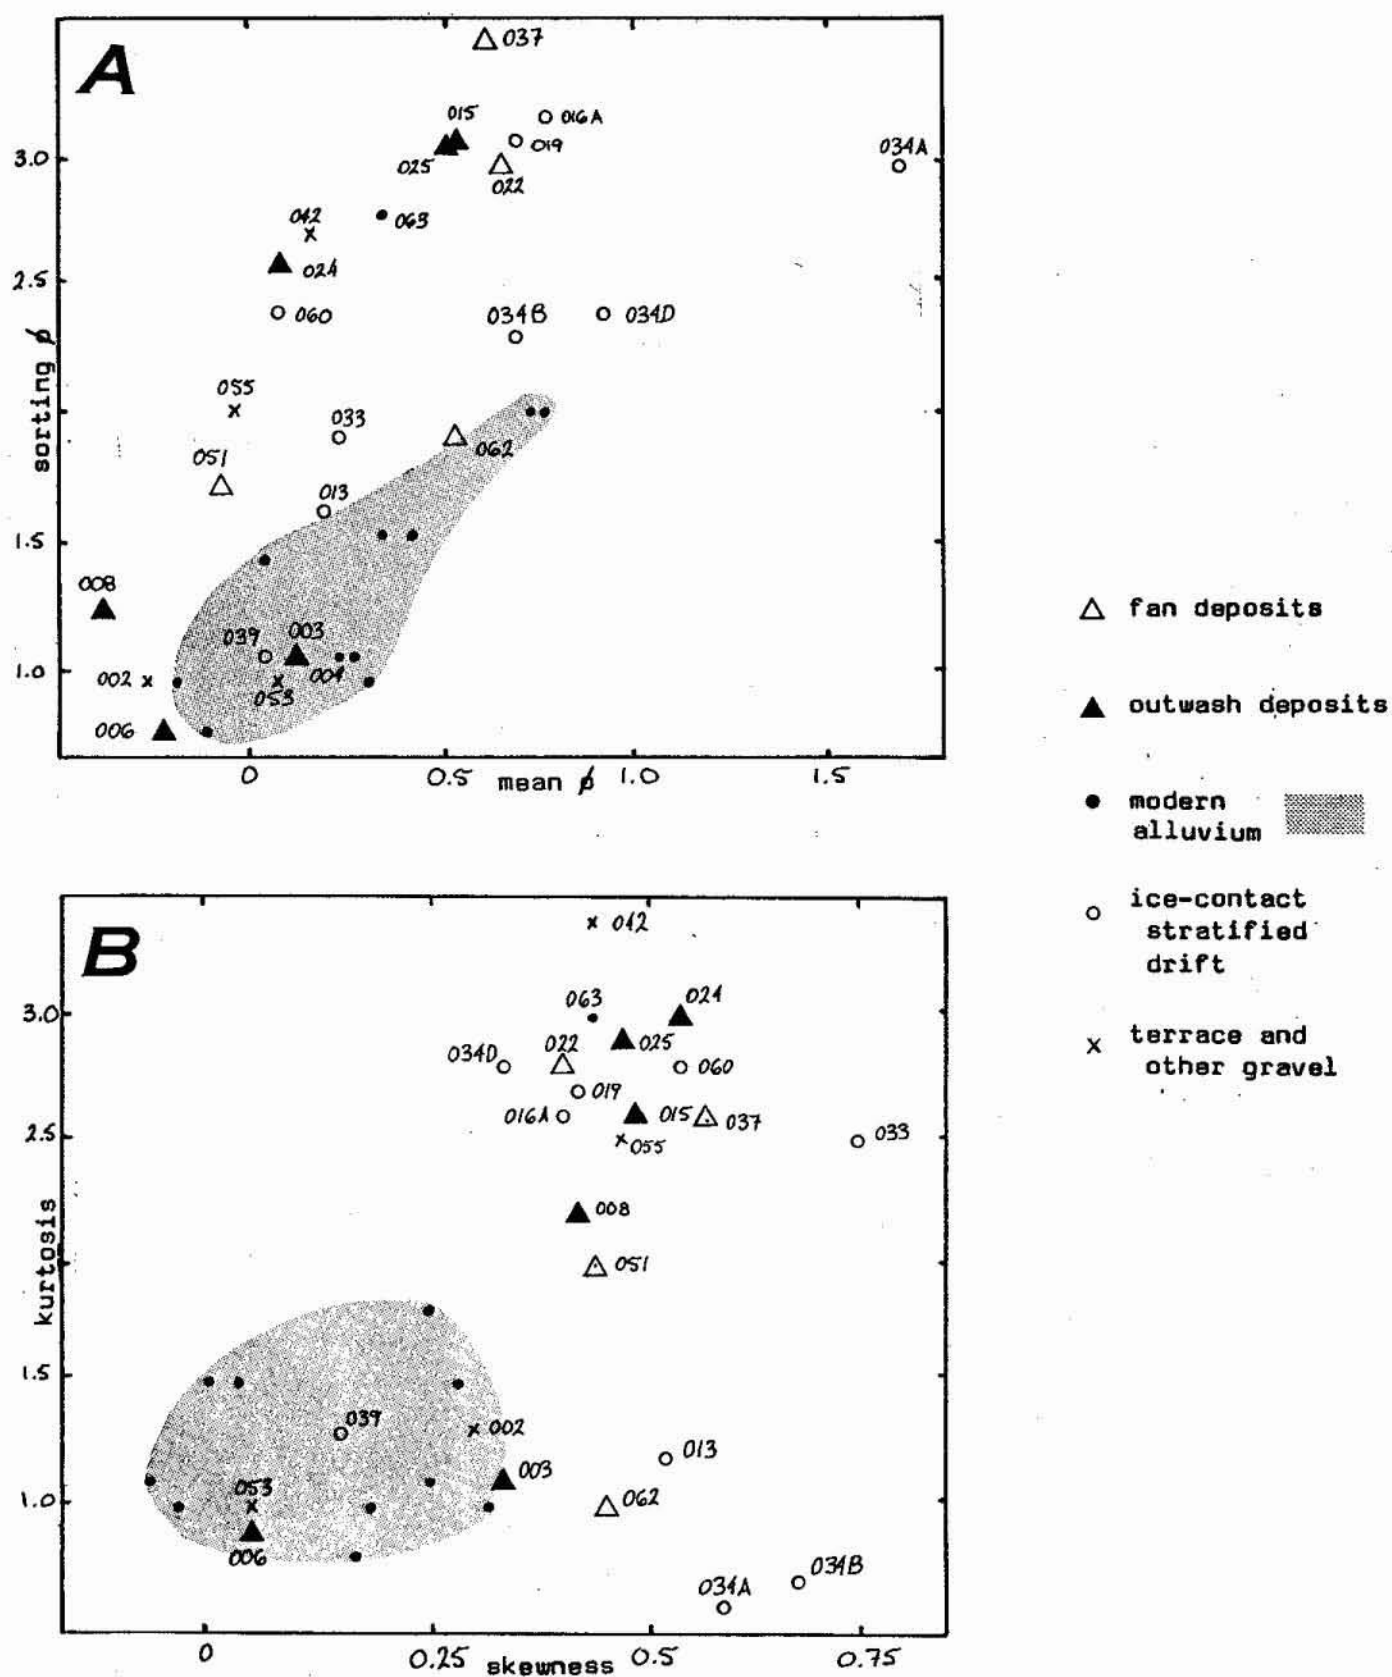 A
037
015
016A
019
034A
3.0
025
022
042
063
024
2.5
060
034B
034D
sorting ϕ
055
033
062
051
013
1.5
008
039
003
004
1.0
002
053
006
0
0.5
mean ϕ
1.0
1.5
△ fan deposits
▲ outwash deposits
● modern
alluvium
○ ice-contact
stratified
drift
x terrace and
other gravel
B
042
063
024
3.0
034D
022
025
060
019
016A
015
037
2.5
055
033
008
kurtosis
051
1.5
039
002
013
003
053
062
1.0
006
034A
034B
0
0.25
skewness
0.5
0.75